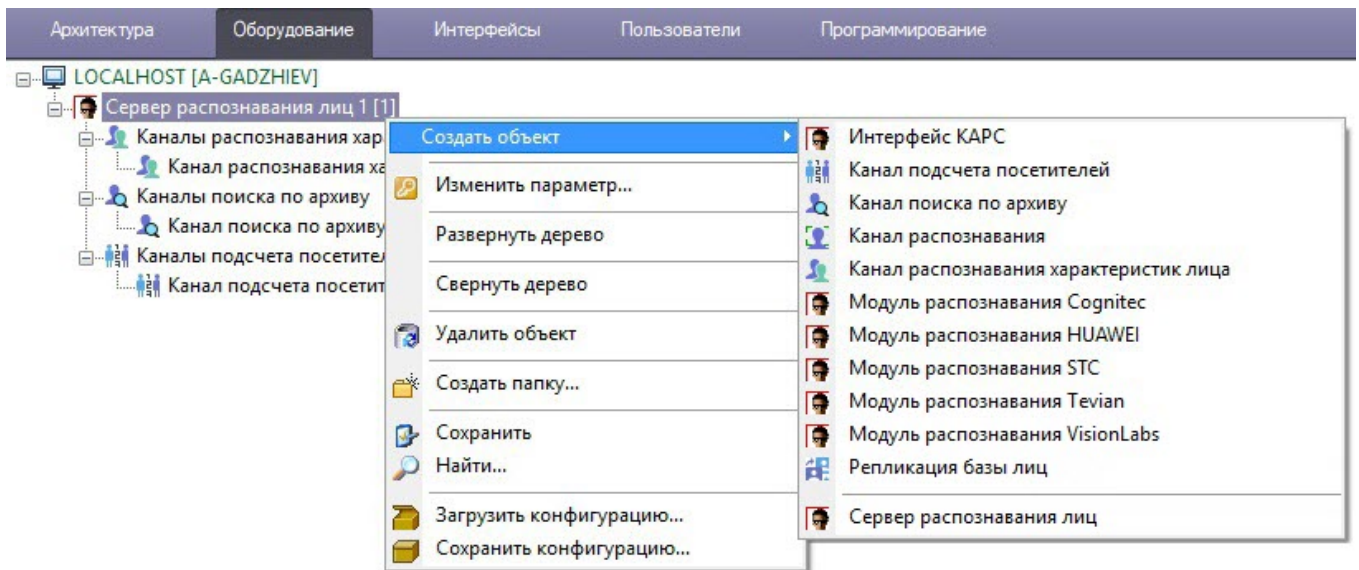 Архитектура
Оборудование
Интерфейсы
Пользователи
Программирование
LOCALHOST [A-GADZHIEV]
Сервер распознавания лиц 1 [1]
Каналы распознавания хар
Канал распознавания ха
Каналы поиска по архиву
Канал поиска по архиву
Каналы подсчета посетител
Канал подсчета посетит
Создать объект
Изменить параметр...
Развернуть дерево
Свернуть дерево
Удалить объект
Создать папку...
Сохранить
Найти...
Загрузить конфигурацию...
Сохранить конфигурацию...
Интерфейс КАРС
Канал подсчета посетителей
Канал поиска по архиву
Канал распознавания
Канал распознавания характеристик лица
Модуль распознавания Cognitec
Модуль распознавания HUAWEI
Модуль распознавания STC
Модуль распознавания Tevian
Модуль распознавания VisionLabs
Репликация базы лиц
Сервер распознавания лиц